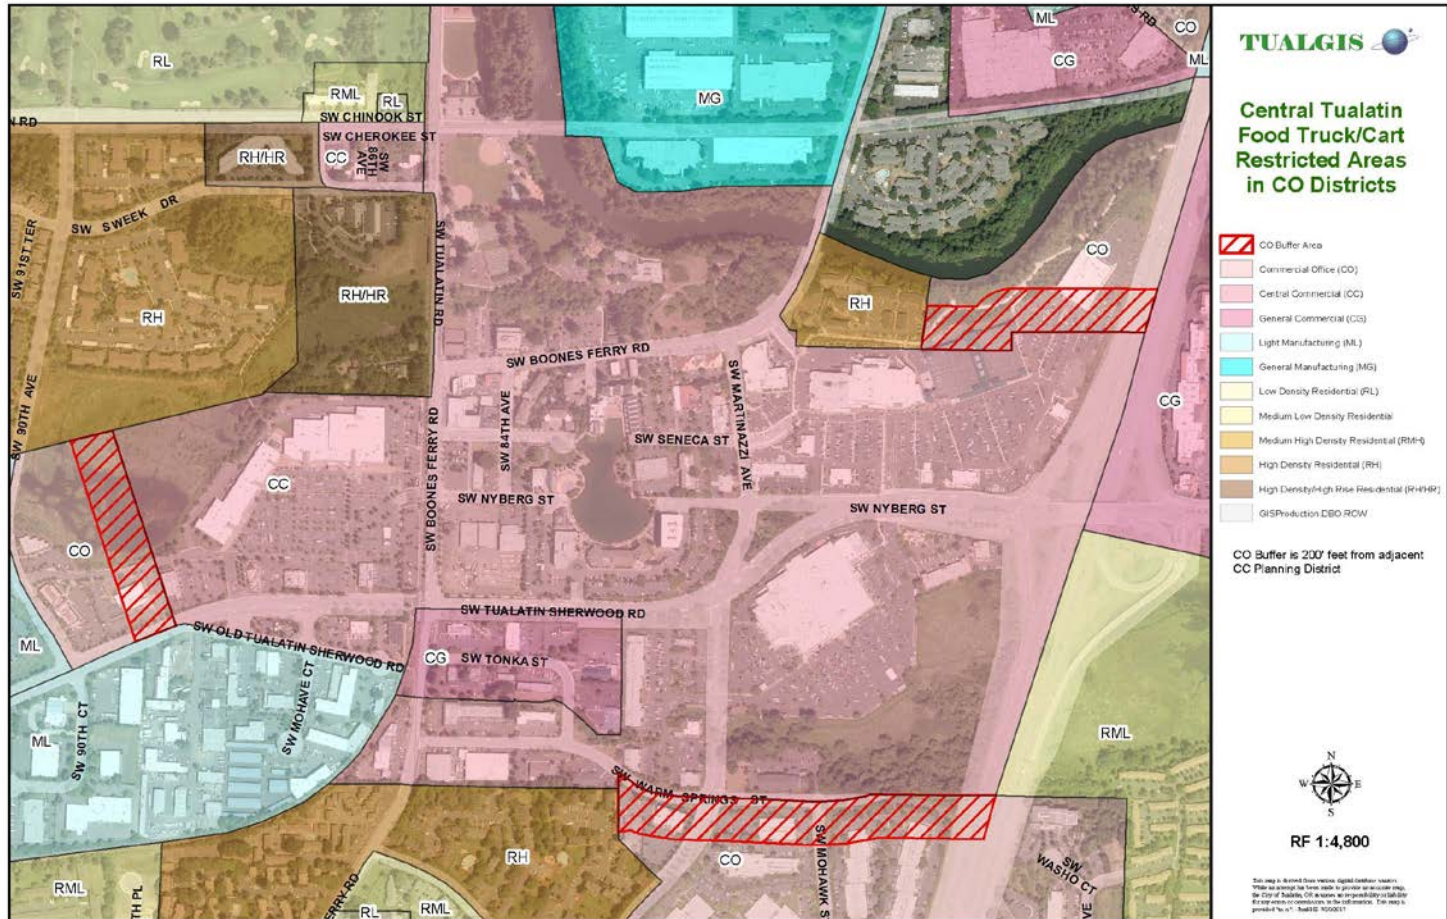 TUALGIS
Central Tualatin
Food Truck/Cart
Restricted Areas
in CO Districts
CO Buffer Area
Commercial Office (CO)
Central Commercial (CC)
General Commercial (CG)
Light Manufacturing (ML)
General Manufacturing (MG)
Low Density Residential (RL)
Medium Low Density Residential
Medium High Density Residential (RMH)
High Density Residential (RH)
High Density/High Rise Residential (RH/HR)
GISProduction.DBO.ROW
CO Buffer is 200' feet from adjacent
CC Planning District
N
W E
S
RF 1:4,800
RL
RML
RL
SW CHINOOK ST
RD
SW CHEROKEE ST
RH/HR
CC
SW 86TH AVE
MG
ML
RD
CO
CG
ML
SW SWEEK DR
SW 91ST TER
SW TUALATIN RD
RH/HR
RH
RH
CO
SW BOONES FERRY RD
SW 90TH AVE
SW BOONES FERRY RD
SW 84TH AVE
SW MARTINAZZI AVE
SW SENECA ST
CG
CC
SW NYBERG ST
SW NYBERG ST
CO
SW TUALATIN SHERWOOD RD
SW OLD TUALATIN SHERWOOD RD
ML
CG
SW TONKA ST
SW MOHAVE CT
ML
SW 90TH CT
RML
SW WARM SPRINGS ST
SW MOHAWK S
RH
CO
SW WASHO CT
RML
TH PL
FERRY RD
RL
RML
VE